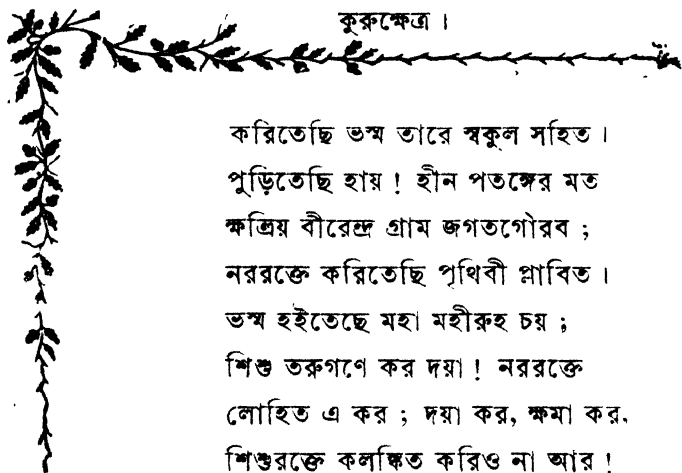 কুরুক্ষেত্র।
করিতেছি ভস্ম তারে স্বকুল সহিত।
পুড়িতেছি হায়! হীন পতঙ্গের মত
ক্ষত্রিয় বীরেন্দ্র গ্রাম জগতগৌরব;
নররক্তে করিতেছি পৃথিবী প্লাবিত।
ভস্ম হইতেছে মহা মহীরুহ চয়;
শিশু তরুগণে কর দয়া! নররক্তে
লোহিত এ কর; দয়া কর, ক্ষমা কর,
শিশুরক্তে কলঙ্কিত করিও না আর!